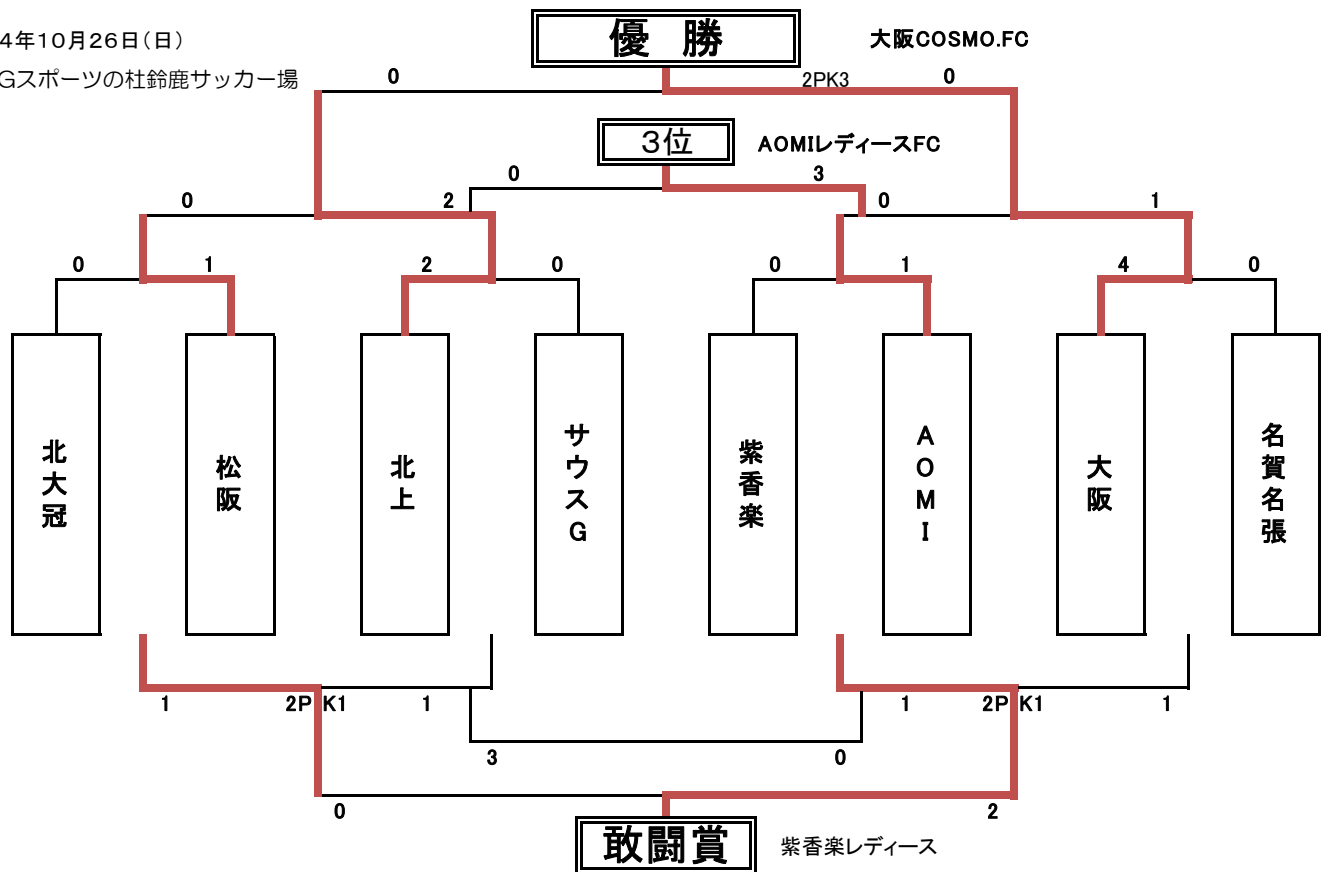 優 勝
4年10月26日(日)
大阪COSMO.FC
Gスポーツの杜鈴鹿サッカー場
0
2PK3
0
3位
AOMIレディースFC
0
3
0
2
0
1
0
1
2
0
0
1
4
0
北大冠
松阪
北上
サウスG
紫香楽
AOMI
大阪
名賀名張
1
2PK1
1
1
2PK1
1
3
0
0
2
敢闘賞
紫香楽レディース